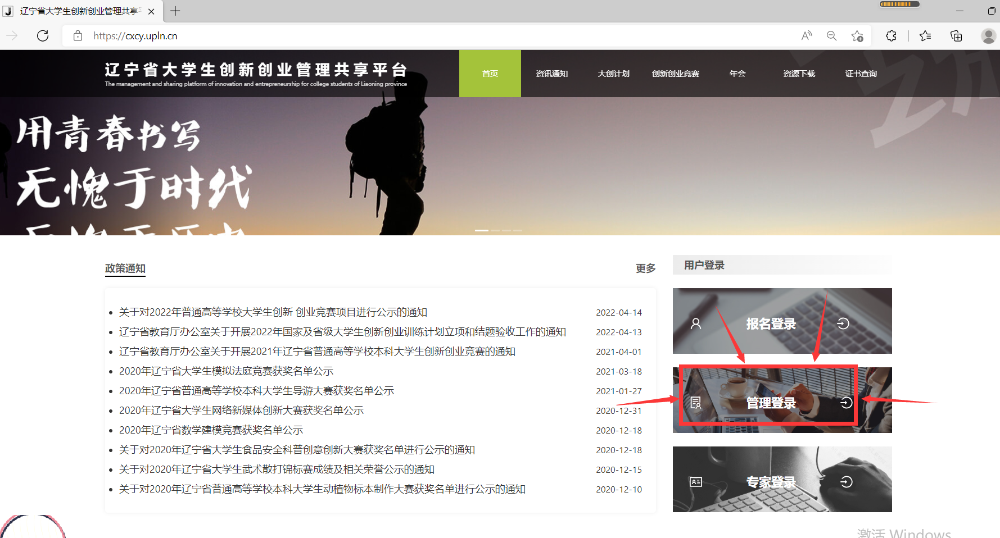 辽宁省大学生创新创业管理共享
https://cxcy.upln.cn
辽宁省大学生创新创业管理共享平台
The management and sharing platform of innovation and entrepreneurship for college students of Liaoning province
首页
资讯通知
大创计划
创新创业竞赛
年会
资源下载
证书查询
用青春书写
无愧于时代
政策通知
更多
关于对2022年普通高等学校大学生创新 创业竞赛项目进行公示的通知 2022-04-14
辽宁省教育厅办公室关于开展2022年国家及省级大学生创新创业训练计划立项和结题验收工作的通知 2022-04-13
辽宁省教育厅办公室关于开展2021年辽宁省普通高等学校本科大学生创新创业竞赛的通知 2021-04-01
2020年辽宁省大学生模拟法庭竞赛获奖名单公示 2021-03-18
2020年辽宁省普通高等学校本科大学生导游大赛获奖名单公示 2021-01-27
2020年辽宁省大学生网络新媒体创新大赛获奖名单公示 2020-12-31
2020年辽宁省数学建模竞赛获奖名单公示 2020-12-18
关于对2020年辽宁省大学生食品安全科普创意创新大赛获奖名单进行公示的通知 2020-12-18
关于对2020年辽宁省大学生武术散打锦标赛成绩及相关荣誉公示的通知 2020-12-15
关于对2020年辽宁省普通高等学校本科大学生动植物标本制作大赛获奖名单进行公示的通知 2020-12-10
用户登录
报名登录
管理登录
专家登录
激活 Windows